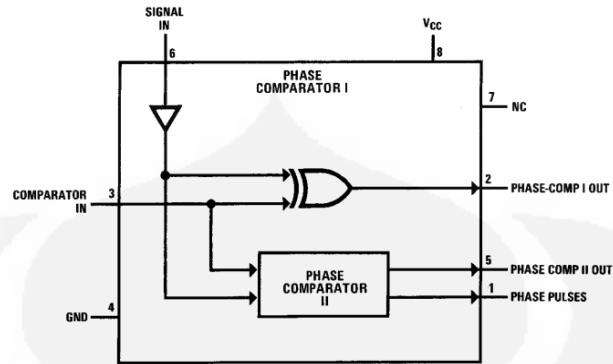 SIGNAL
IN
6
VCC
8
PHASE
COMPARATOR I
7
NC
2
PHASE-COMP I OUT
COMPARATOR
IN
3
5
PHASE COMP II OUT
PHASE
COMPARATOR
II
1
PHASE PULSES
4
GND